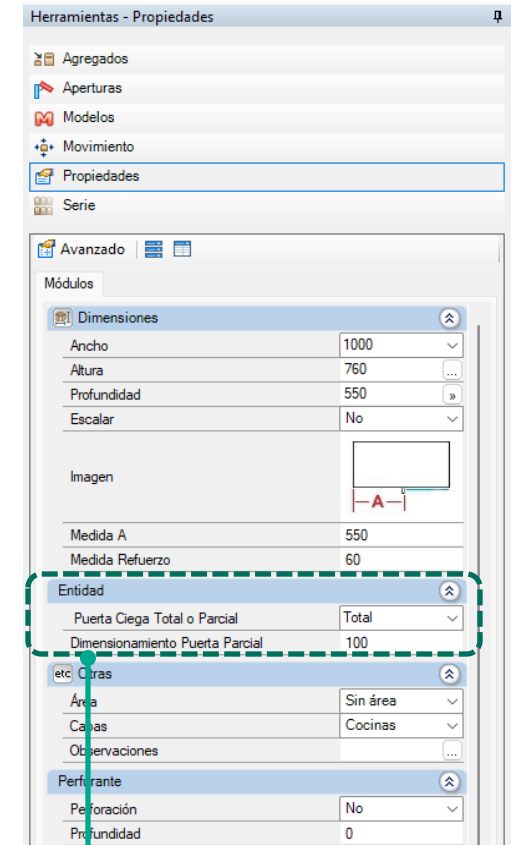 Herramientas - Propiedades
Agregados
Aperturas
Modelos
Movimiento
Propiedades
Serie
Avanzado
Módulos
Dimensiones
Ancho 1000
Altura 760 ...
Profundidad 550 »
Escalar No
Imagen
A
Medida A 550
Medida Refuerzo 60
Entidad
Puerta Ciega Total o Parcial Total
Dimensionamiento Puerta Parcial 100
etc Otras
Área Sin área
Capas Cocinas
Observaciones ...
Perforante
Perforación No
Profundidad 0